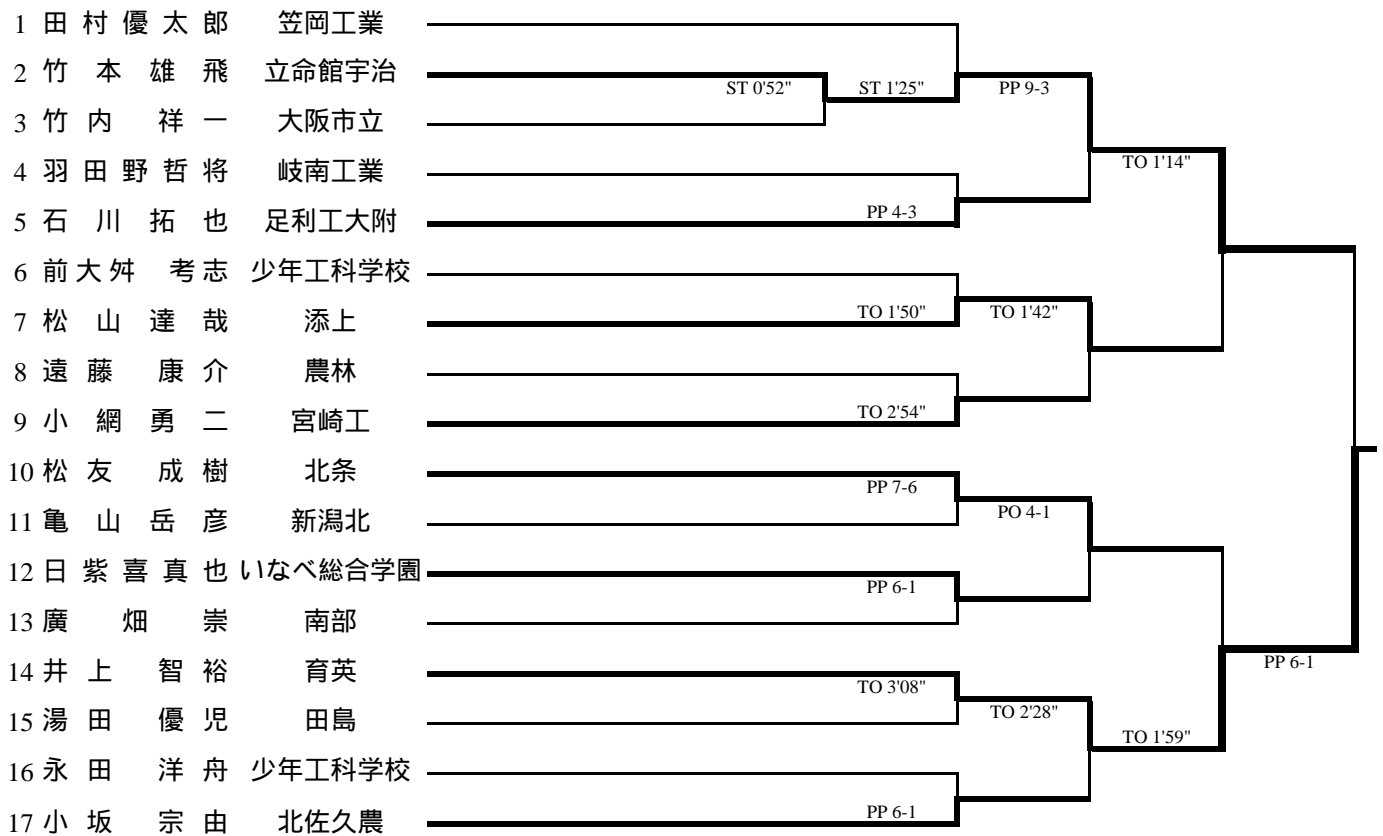 1 田村優太郎 笠岡工業
2 竹本雄飛 立命館宇治
ST 0'52" ST 1'25" PP 9-3
3 竹内祥一 大阪市立
4 羽田野哲将 岐南工業
TO 1'14"
5 石川拓也 足利工大附
PP 4-3
6 前大舛考志 少年工科学校
7 松山達哉 添上
TO 1'50" TO 1'42"
8 遠藤康介 農林
9 小網勇二 宮崎工
TO 2'54"
10 松友成樹 北条
PP 7-6
11 亀山岳彦 新潟北
PO 4-1
12 日紫喜真也 いなべ総合学園
PP 6-1
13 廣畑崇 南部
14 井上智裕 育英
PP 6-1
TO 3'08"
15 湯田優児 田島
TO 2'28"
TO 1'59"
16 永田洋舟 少年工科学校
17 小坂宗由 北佐久農
PP 6-1